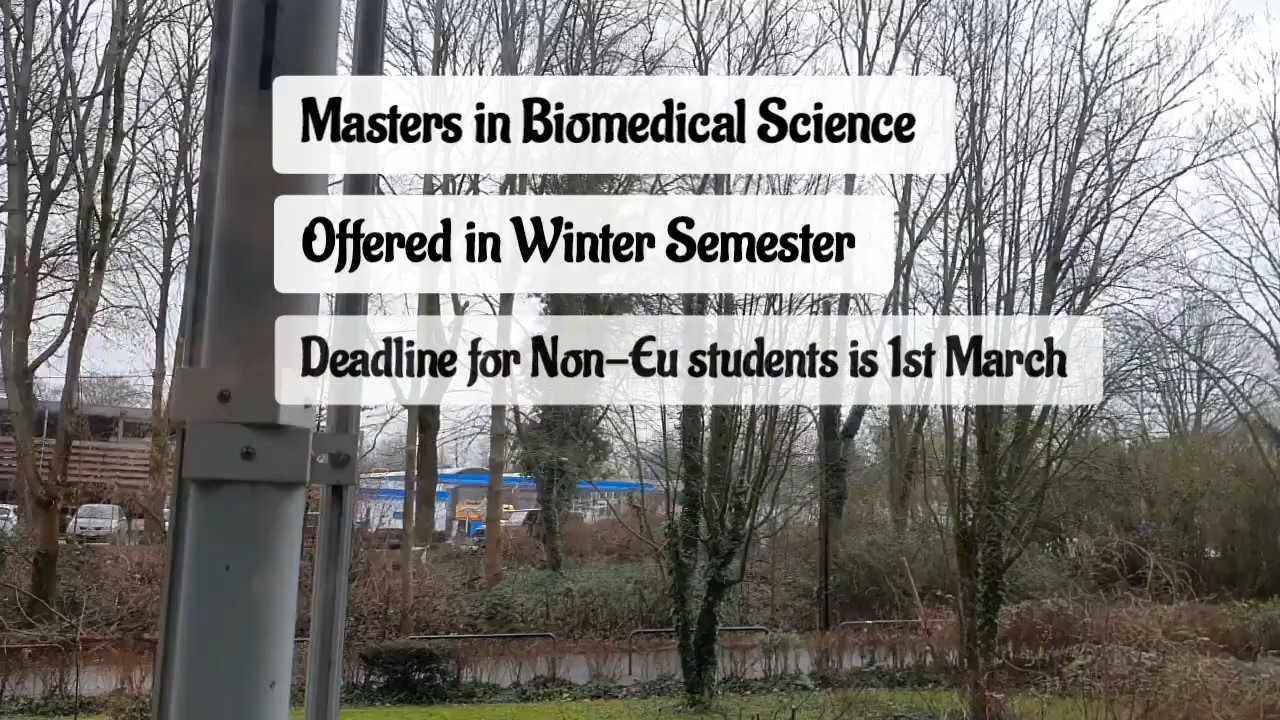 Masters in Biomedical Science
Offered in Winter Semester
Deadline for Non-Eu students is 1st March